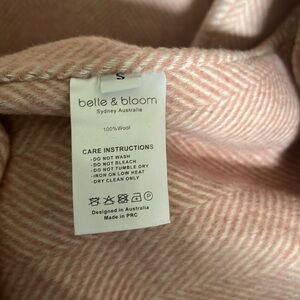 S
belle & bloom
Sydney Australia
100%Wool
CARE INSTRUCTIONS
- DO NOT WASH
- DO NOT BLEACH
- DO NOT TUMBLE DRY
- IRON ON LOW HEAT
- DRY CLEAN ONLY
P
Designed in Australia
Made in PRC